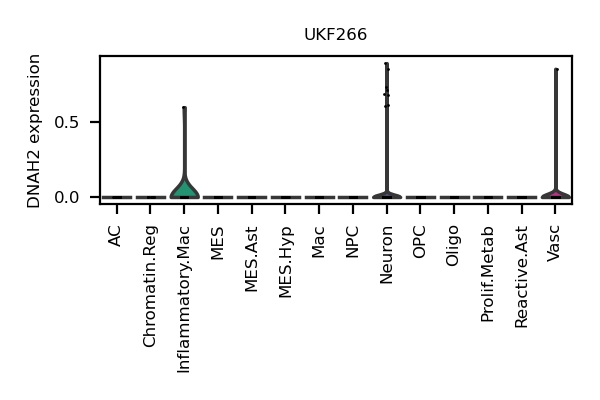 UKF266
DNAH2 expression
0.5
0.0
AC
Chromatin.Reg
Inflammatory.Mac
MES
MES.Ast
MES.Hyp
Mac
NPC
Neuron
OPC
Oligo
Prolif.Metab
Reactive.Ast
Vasc